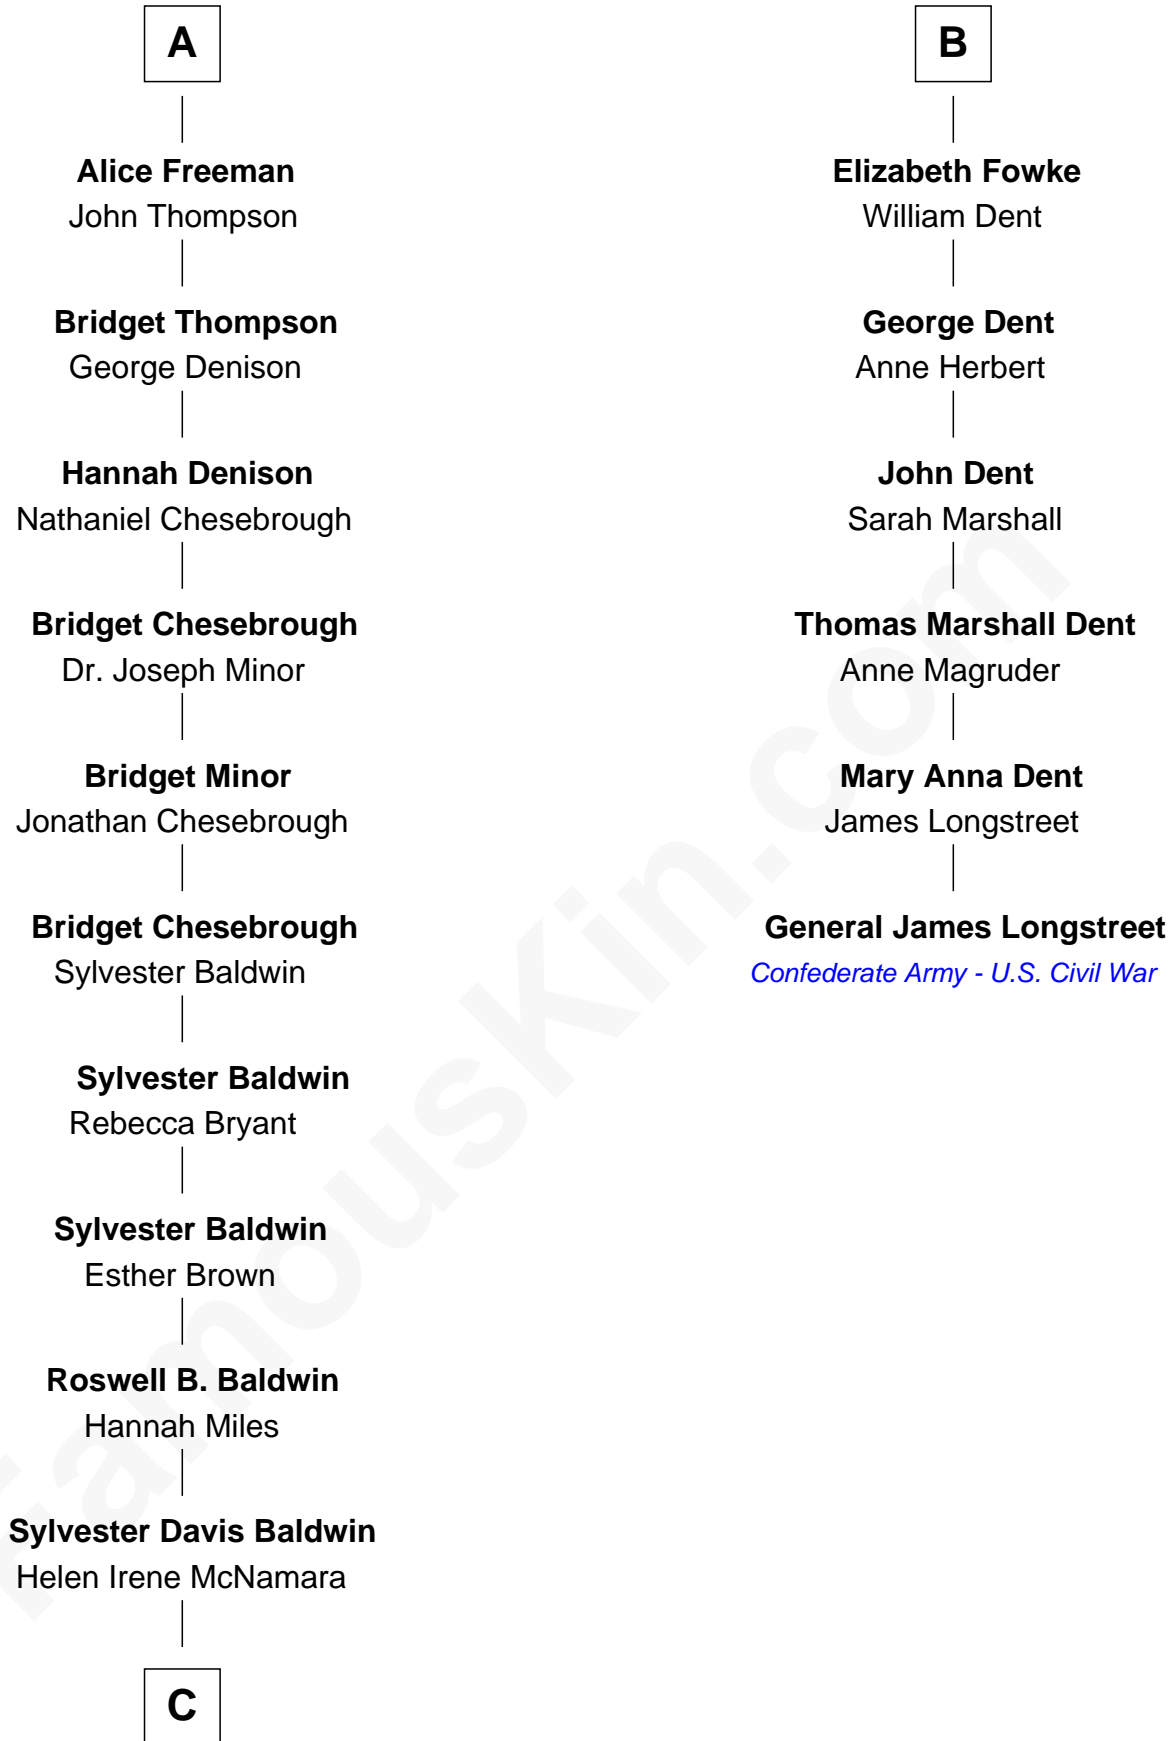 A
Alice Freeman
John Thompson
Bridget Thompson
George Denison
Hannah Denison
Nathaniel Chesebrough
Bridget Chesebrough
Dr. Joseph Minor
Bridget Minor
Jonathan Chesebrough
Bridget Chesebrough
Sylvester Baldwin
Sylvester Baldwin
Rebecca Bryant
Sylvester Baldwin
Esther Brown
Roswell B. Baldwin
Hannah Miles
Sylvester Davis Baldwin
Helen Irene McNamara
C
B
Elizabeth Fowke
William Dent
George Dent
Anne Herbert
John Dent
Sarah Marshall
Thomas Marshall Dent
Anne Magruder
Mary Anna Dent
James Longstreet
General James Longstreet
Confederate Army - U.S. Civil War
FamousKin.com